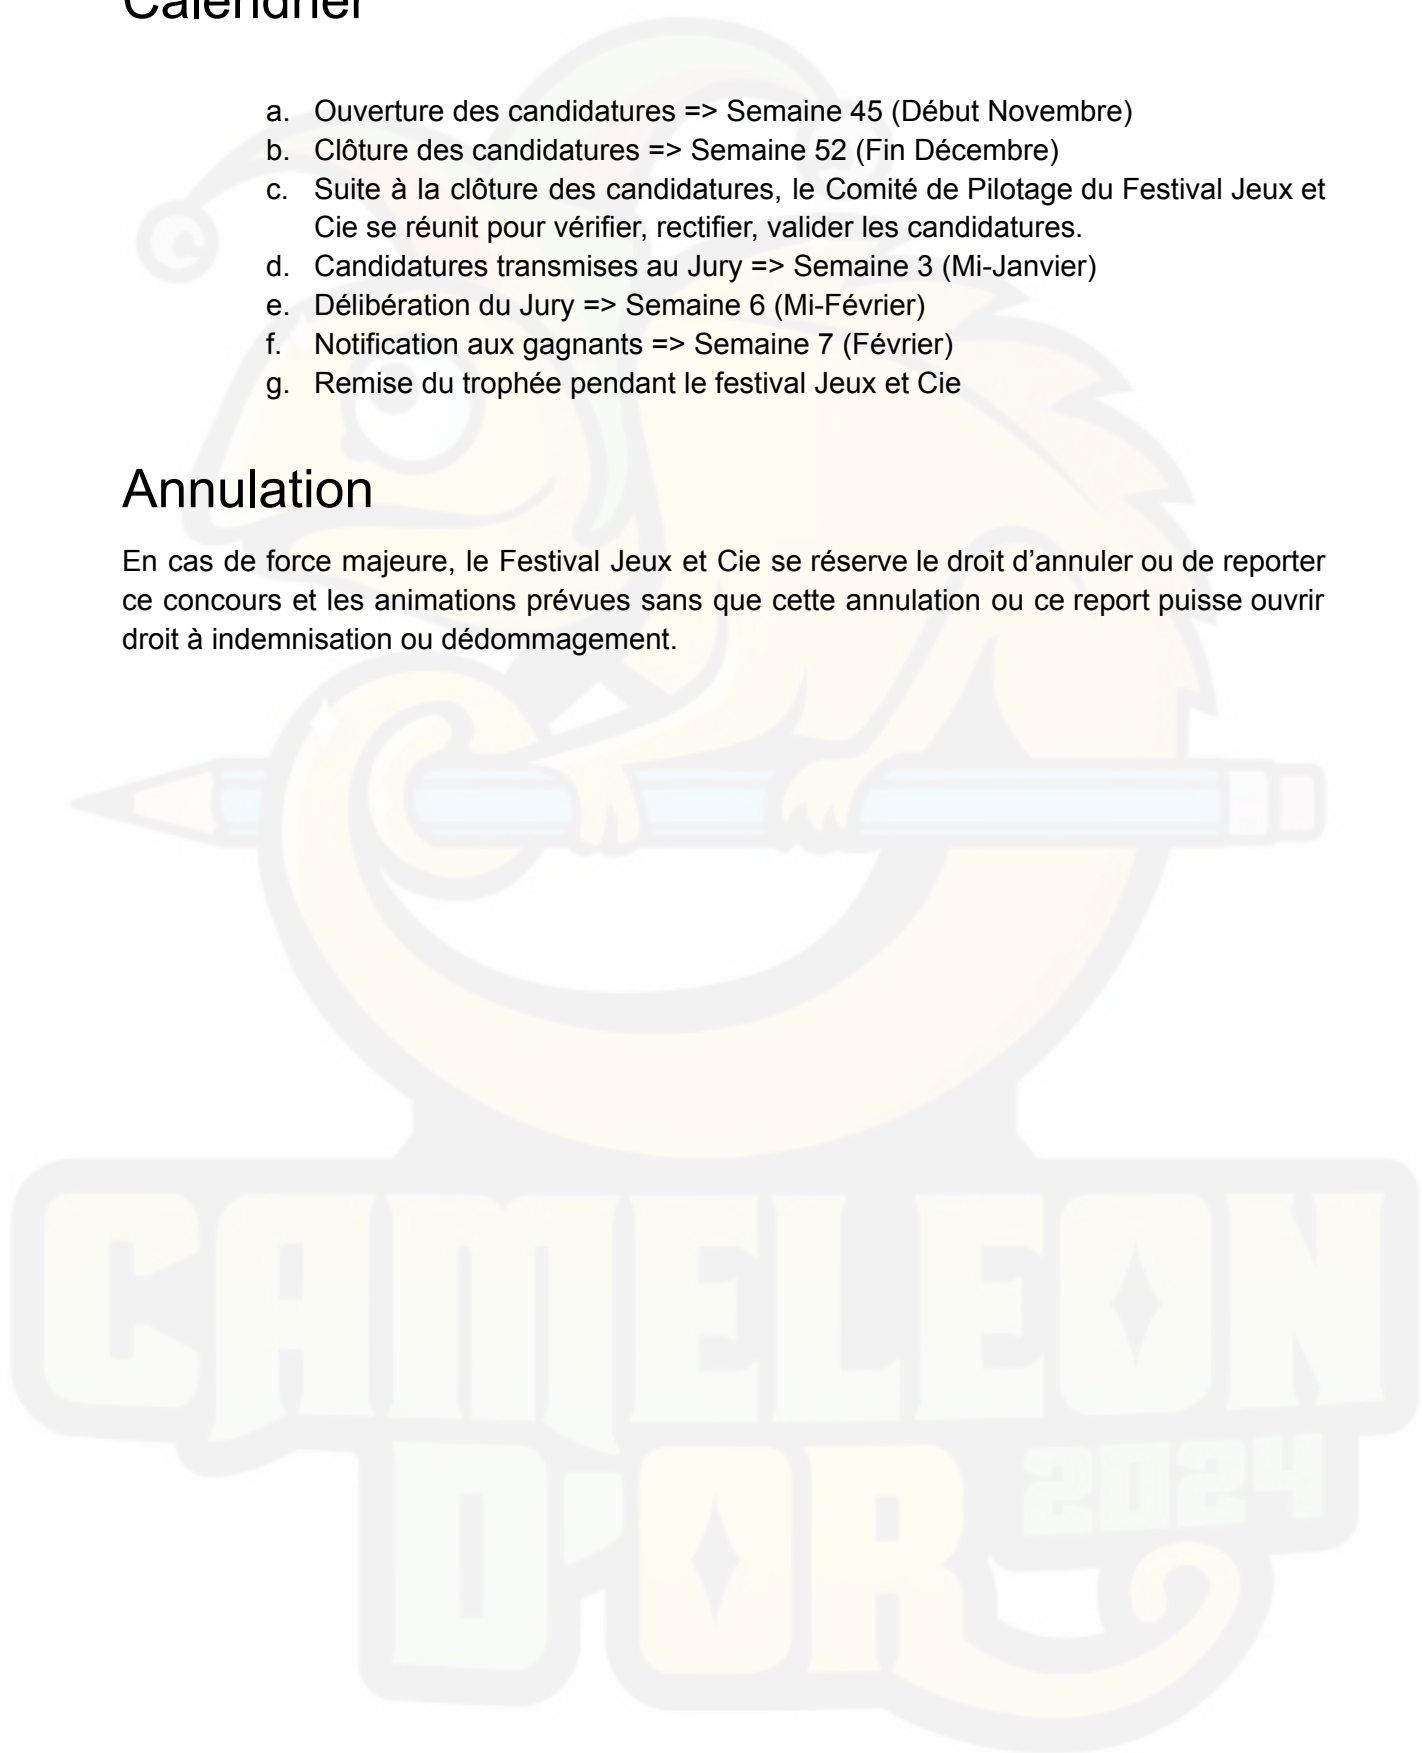 Calendrier
a. Ouverture des candidatures => Semaine 45 (Début Novembre)
b. Clôture des candidatures => Semaine 52 (Fin Décembre)
c. Suite à la clôture des candidatures, le Comité de Pilotage du Festival Jeux et
Cie se réunit pour vérifier, rectifier, valider les candidatures.
d. Candidatures transmises au Jury => Semaine 3 (Mi-Janvier)
e. Délibération du Jury => Semaine 6 (Mi-Février)
f. Notification aux gagnants => Semaine 7 (Février)
g. Remise du trophée pendant le festival Jeux et Cie
Annulation
En cas de force majeure, le Festival Jeux et Cie se réserve le droit d’annuler ou de reporter
ce concours et les animations prévues sans que cette annulation ou ce report puisse ouvrir
droit à indemnisation ou dédommagement.
CAMELEON
D'OR 2024